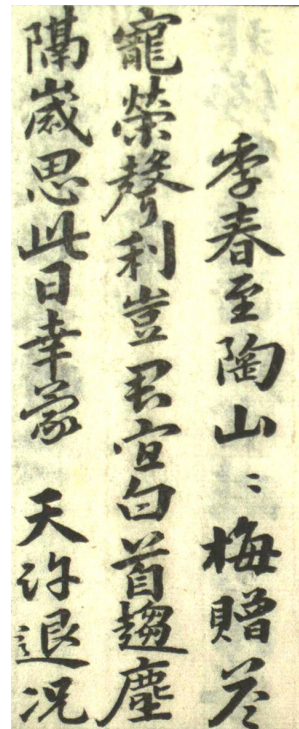 季春至陶山〻梅贈荅
寵榮聲利豈君宜白首趨塵
隔歲思此日幸蒙 天許退況